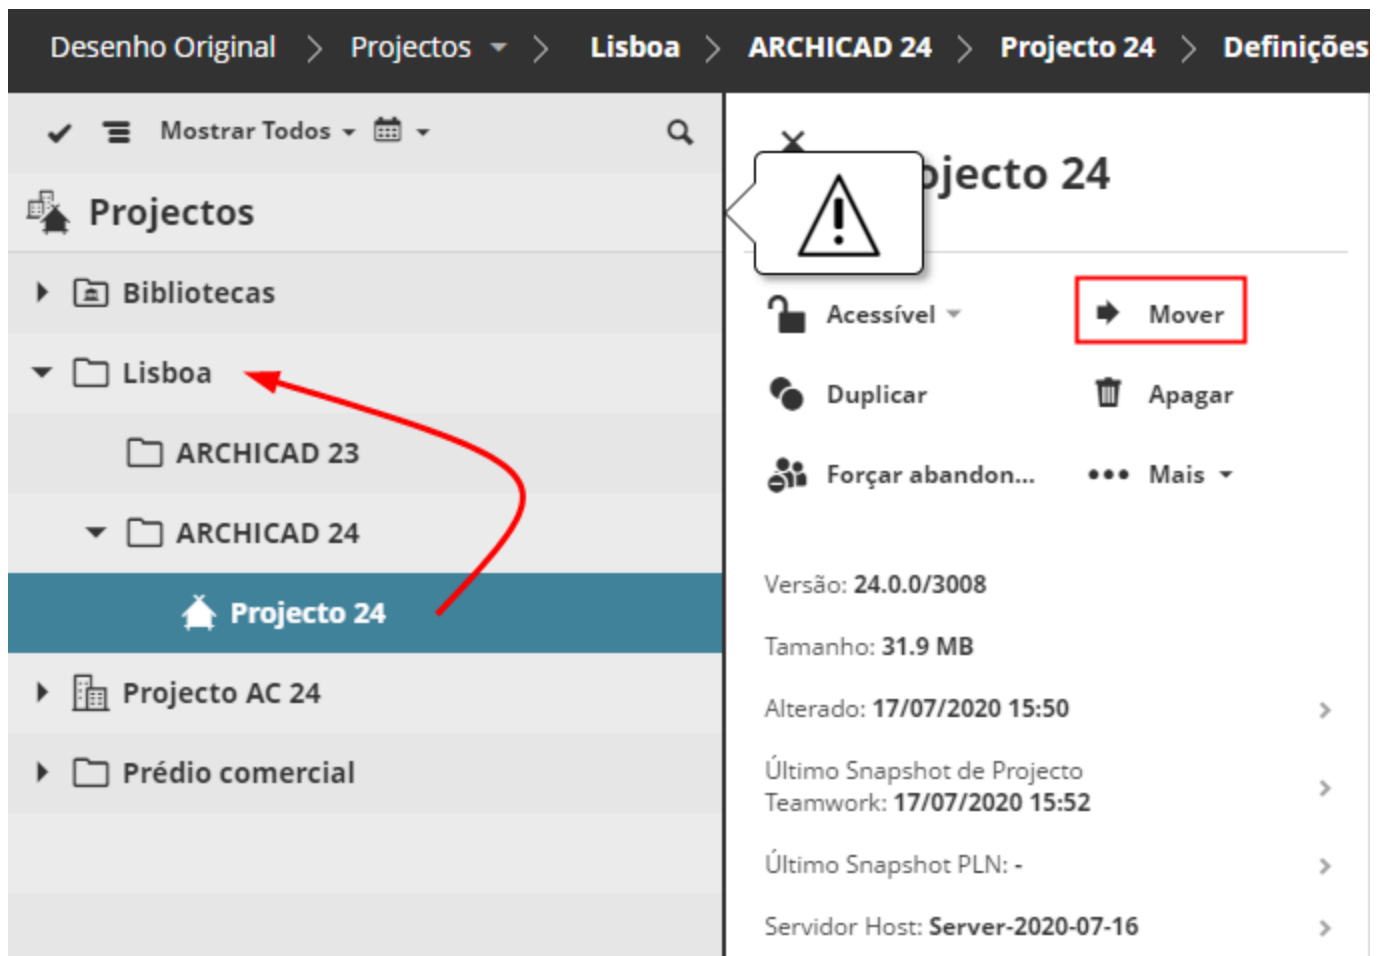 Desenho Original > Projectos > Lisboa > ARCHICAD 24 > Projecto 24 > Definições
Mostrar Todos
Projectos
Bibliotecas
Lisboa
ARCHICAD 23
ARCHICAD 24
Projecto 24
Projecto AC 24
Prédio comercial
ojecto 24
Acessível
Mover
Duplicar
Apagar
Forçar abandon...
Mais
Versão: 24.0.0/3008
Tamanho: 31.9 MB
Alterado: 17/07/2020 15:50
Último Snapshot de Projecto
Teamwork: 17/07/2020 15:52
Último Snapshot PLN: -
Servidor Host: Server-2020-07-16